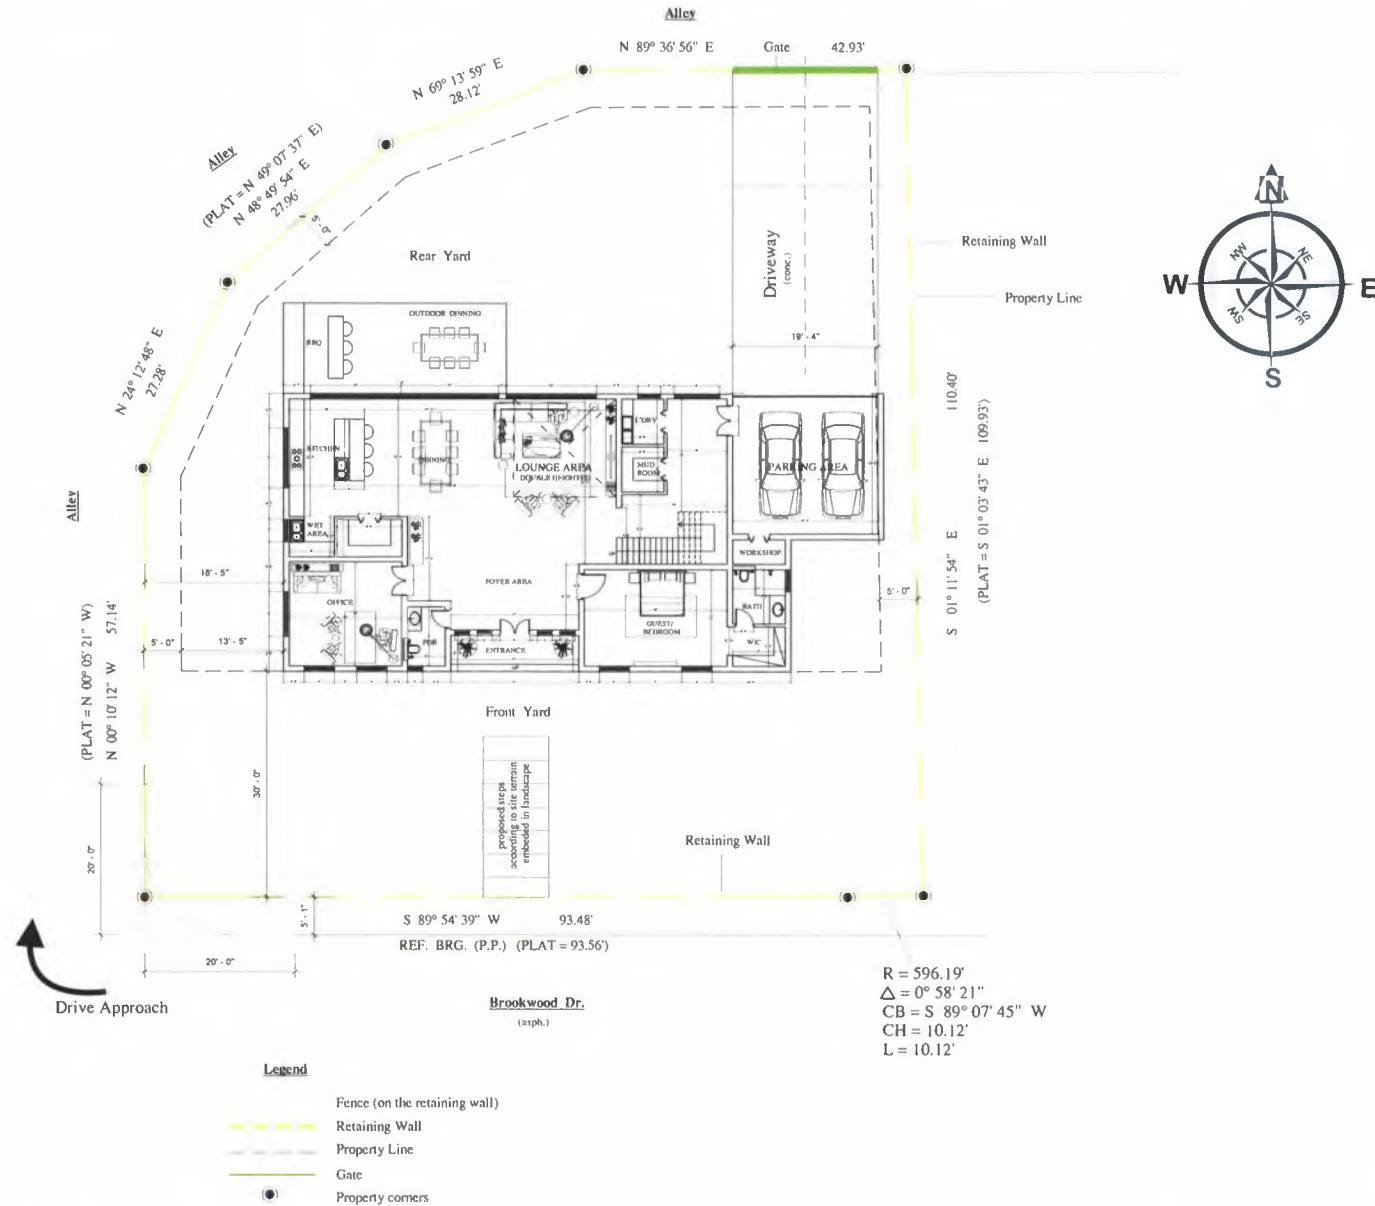 Alley
N 89° 36' 56" E
Gate
42.93'
N 69° 13' 59" E
28.12'
Alley
(PLAT = N 49° 07' 37" E)
N 48° 49' 54" E
27.96'
5' - 0"
N
NW
NE
W
E
SW
SE
S
Rear Yard
Driveway
(conc.)
Retaining Wall
Property Line
OUTDOOR DINNING
BBQ
19' - 4"
N 24° 12' 48" E
27.28'
110.40'
S 01° 11' 54" E
(PLAT = S 01° 03' 43" E 109.93')
KITCHEN
DINNING
LOUNGE AREA
( DOUBLE HEIGHTE)
L'DRY
MUD
ROOM
PARKING AREA
Alley
WET
AREA
WORKSHOP
18' - 5"
OFFICE
FOYER AREA
GUEST/
BEDROOM
BATH
5' - 0"
5' - 0"
13' - 5"
PDR
ENTRANCE
WIC
UP
(PLAT = N 00° 05' 21" W)
N 00° 10' 12" W 57.14'
Front Yard
30' - 0"
proposed steps
according to site terrain
embeded in landscape
Retaining Wall
20' - 0"
5' - 1"
S 89° 54' 39" W 93.48'
REF. BRG. (P.P.) (PLAT = 93.56')
20' - 0"
Drive Approach
Brookwood Dr.
(asph.)
R = 596.19'
△ = 0° 58' 21"
CB = S 89° 07' 45" W
CH = 10.12'
L = 10.12'
Legend
Fence (on the retaining wall)
Retaining Wall
Property Line
Gate
Property corners